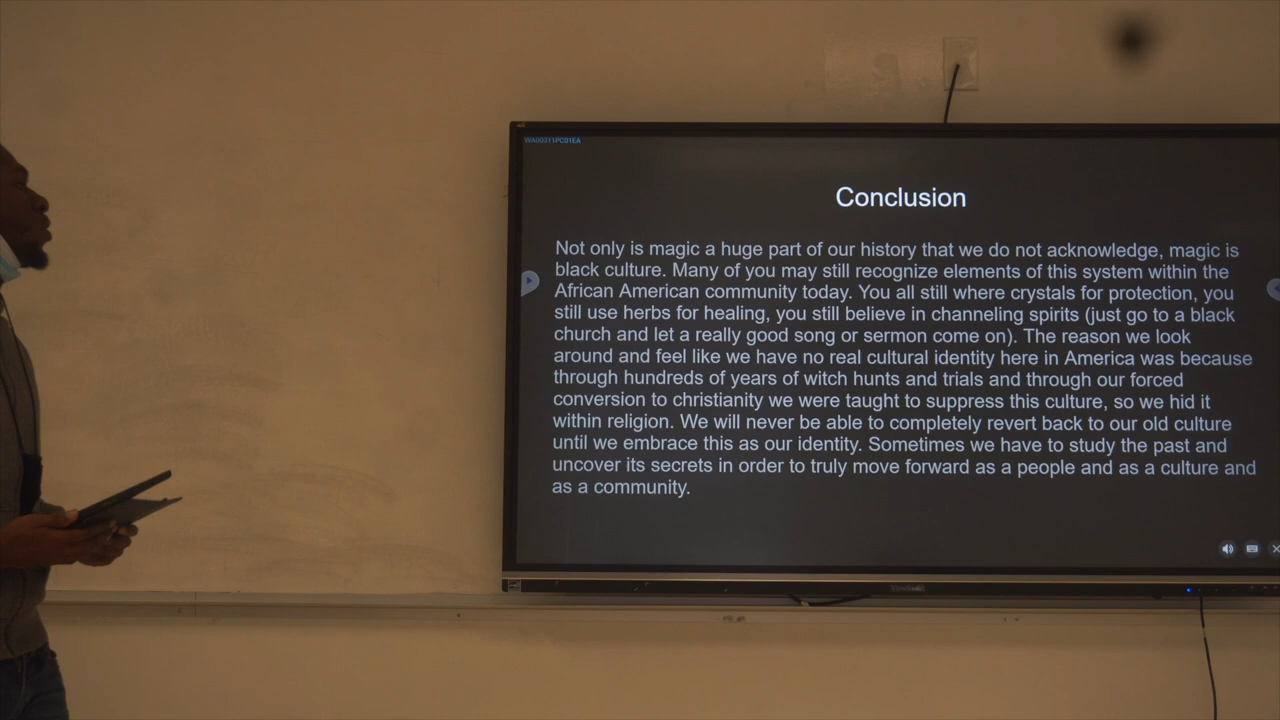 WA00311PC01EA
Conclusion
Not only is magic a huge part of our history that we do not acknowledge, magic is
black culture. Many of you may still recognize elements of this system within the
African American community today. You all still where crystals for protection, you
still use herbs for healing, you still believe in channeling spirits (just go to a black
church and let a really good song or sermon come on). The reason we look
around and feel like we have no real cultural identity here in America was because
through hundreds of years of witch hunts and trials and through our forced
conversion to christianity we were taught to suppress this culture, so we hid it
within religion. We will never be able to completely revert back to our old culture
until we embrace this as our identity. Sometimes we have to study the past and
uncover its secrets in order to truly move forward as a people and as a culture and
as a community.
ViewSonic